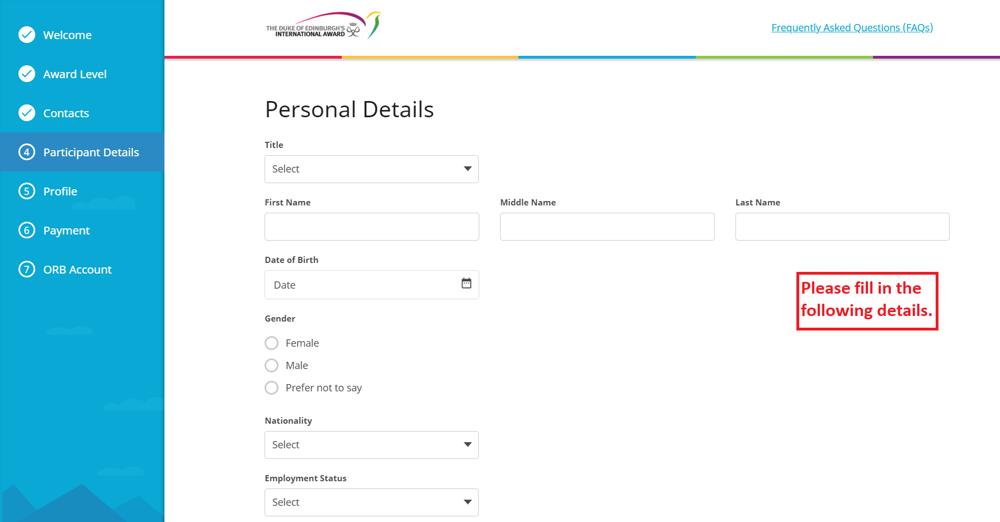 Welcome
Award Level
Contacts
4 Participant Details
5 Profile
6 Payment
7 ORB Account
THE DUKE OF EDINBURGH'S
INTERNATIONAL AWARD
Frequently Asked Questions (FAQs)
Personal Details
Title
Select
First Name Middle Name Last Name
Date of Birth
Date
Please fill in the
following details.
Gender
Female
Male
Prefer not to say
Nationality
Select
Employment Status
Select